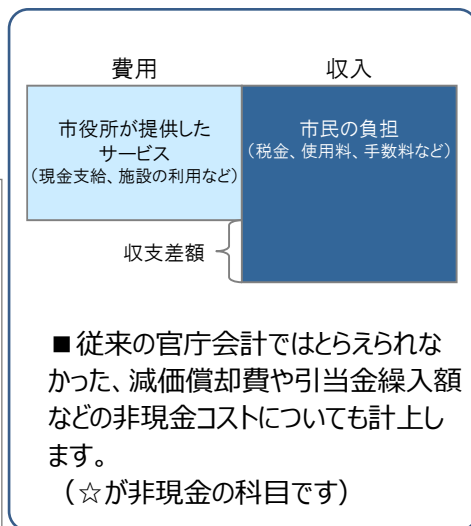 費用
収入
市役所が提供した
サービス
（現金支給、施設の利用など）
市民の負担
（税金、使用料、手数料など）
収支差額
■従来の官庁会計ではとらえられな
かった、減価償却費や引当金繰入額
などの非現金コストについても計上し
ます。
（☆が非現金の科目です）